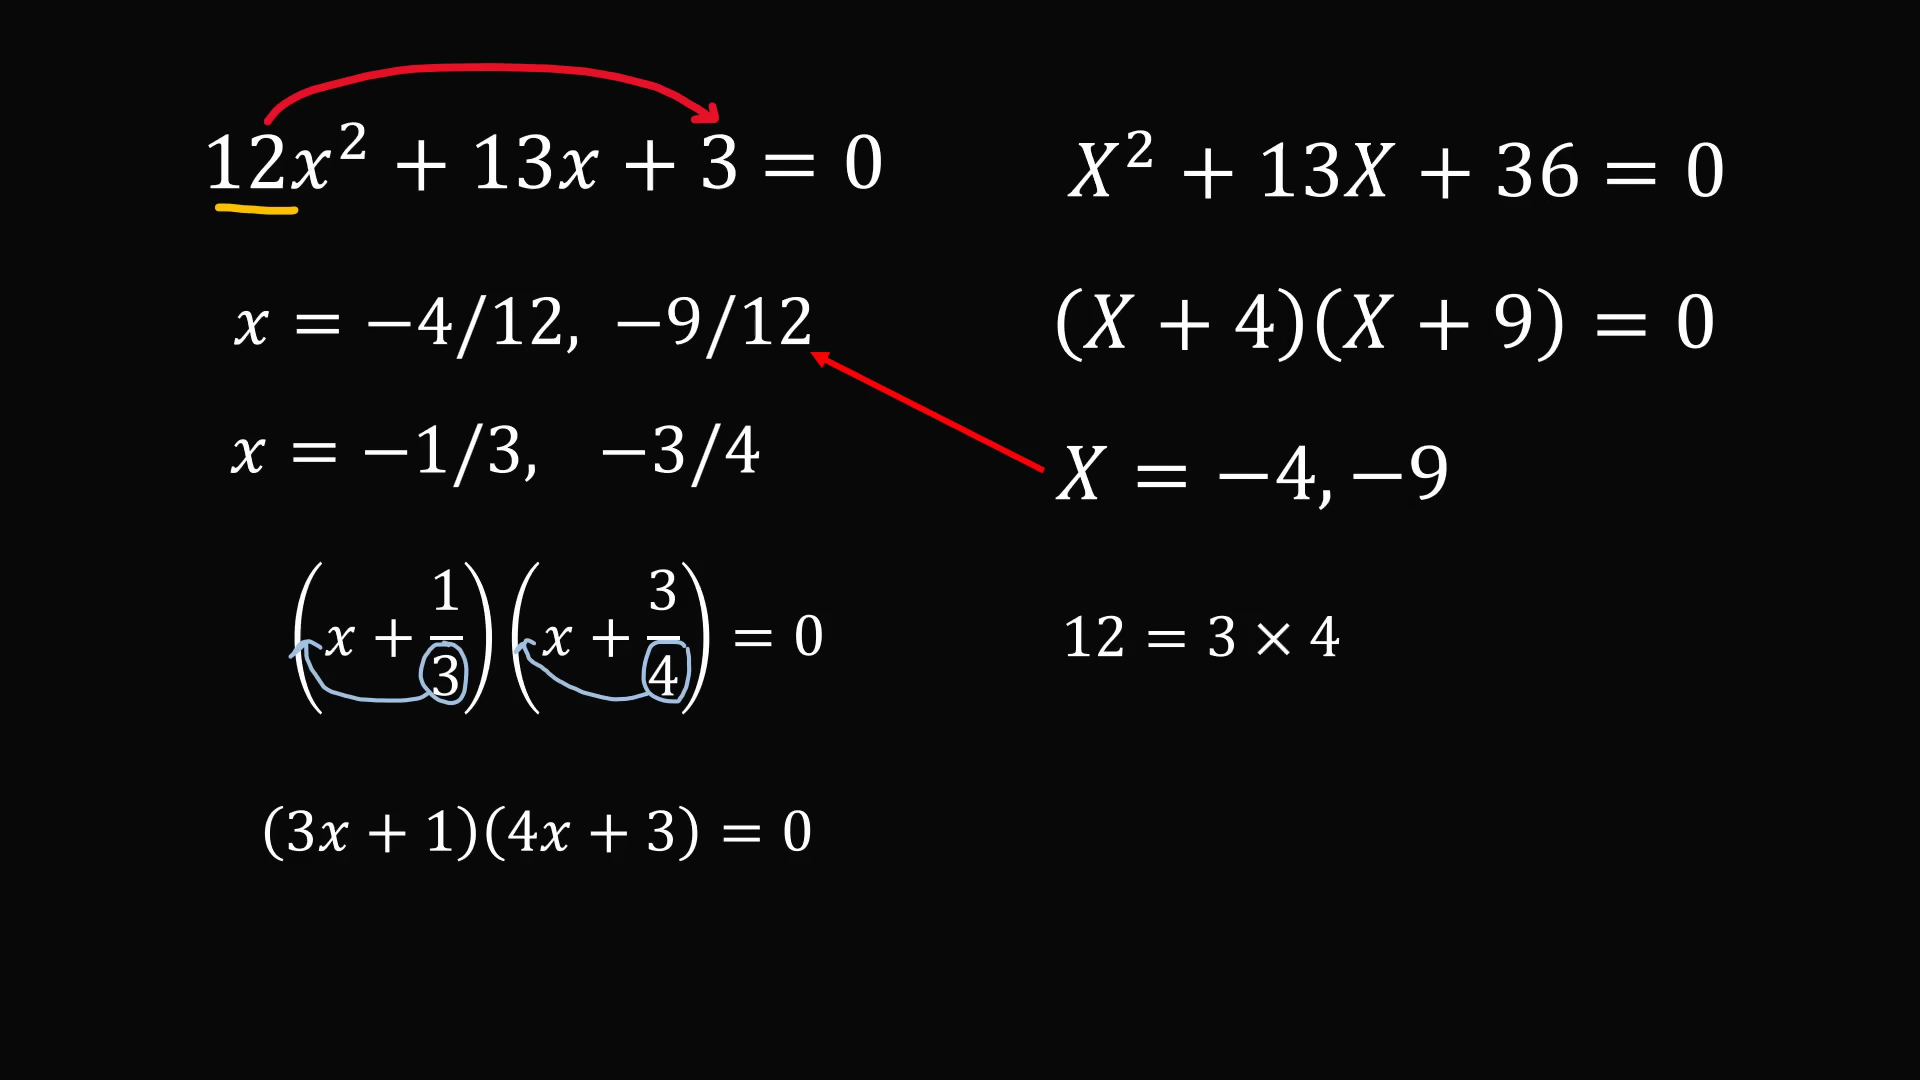 12x² + 13x + 3 = 0
x = −4/12, −9/12
x = −1/3, −3/4
(x + 1/3)(x + 3/4) = 0
(3x + 1)(4x + 3) = 0
X² + 13X + 36 = 0
(X + 4)(X + 9) = 0
X = −4, −9
12 = 3 × 4